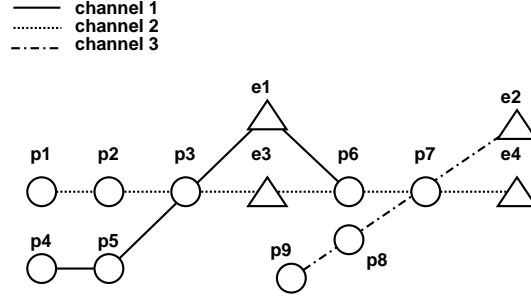 channel 1
channel 2
channel 3
e1
e2
p1 p2 p3 e3 p6 p7 e4
p4 p5
p9
p8